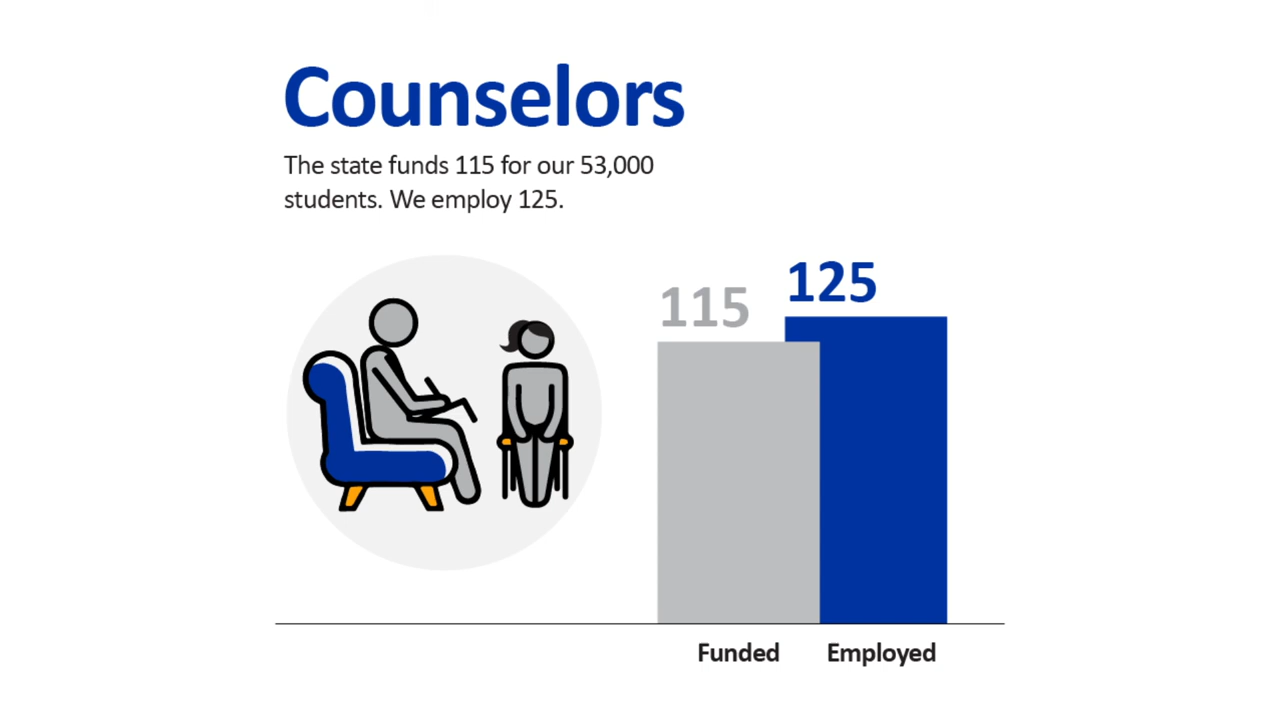 Counselors
The state funds 115 for our 53,000
students. We employ 125.
115
125
Funded
Employed